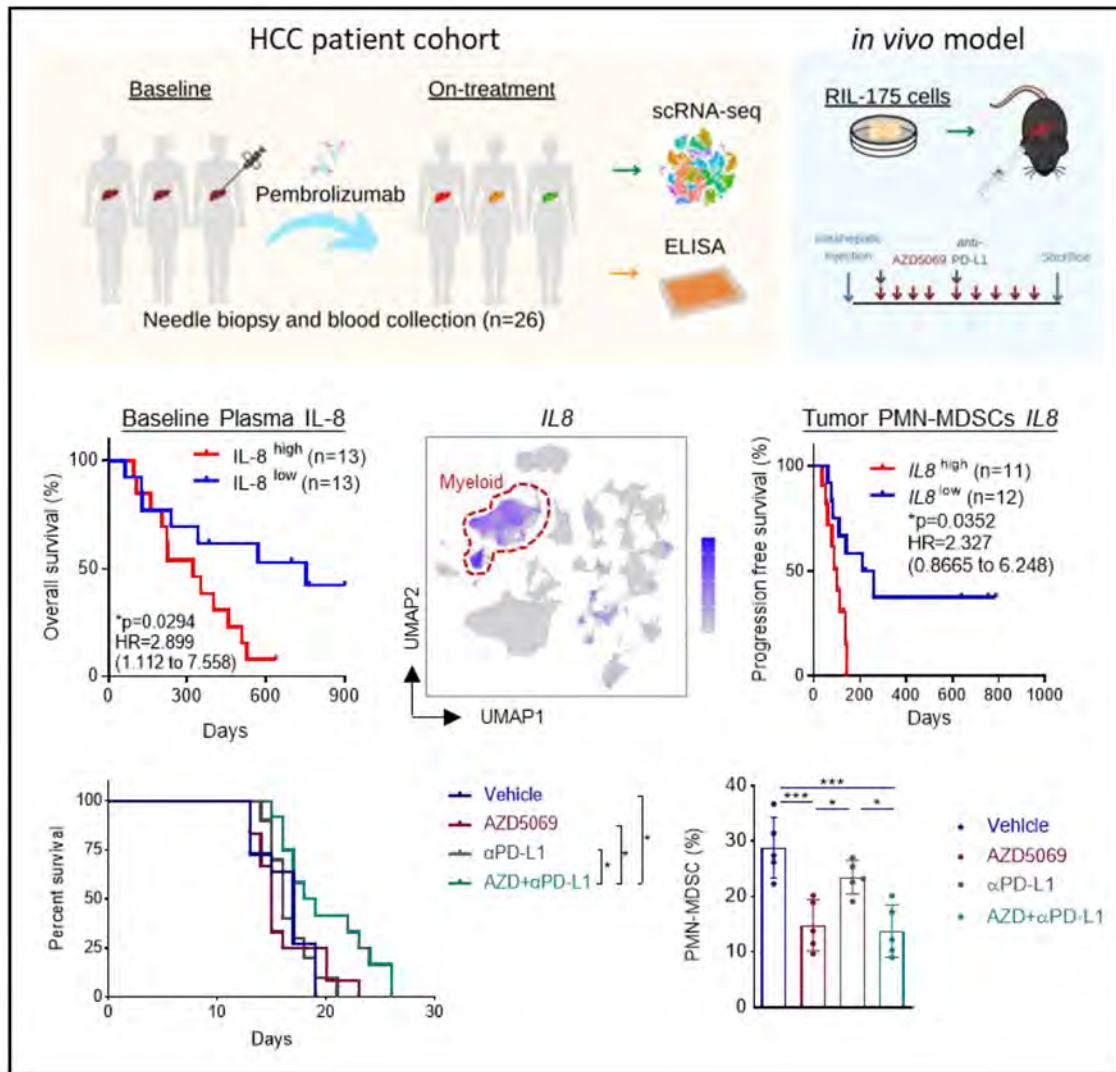 HCC patient cohort
in vivo model
Baseline
On-treatment
scRNA-seq
RIL-175 cells
Pembrolizumab
ELISA
Needle biopsy and blood collection (n=26)
injection
AZD5069
anti-
PD-L1
Sacrifice
Baseline Plasma IL-8
Overall survival (%)
100
50
0
0
300
600
900
Days
IL-8 high (n=13)
IL-8 low (n=13)
*p=0.0294
HR=2.899
(1.112 to 7.558)
IL8
Myeloid
UMAP2
UMAP1
Tumor PMN-MDSCs IL8
Progression free survival (%)
100
50
0
0
200
400
600
800
1000
Days
IL8 high (n=11)
IL8 low (n=12)
*p=0.0352
HR=2.327
(0.8665 to 6.248)
Percent survival
100
75
50
25
0
0
10
20
30
Days
Vehicle
AZD5069
αPD-L1
AZD+αPD-L1
*
*
*
PMN-MDSC (%)
40
30
20
10
0
***
***
*
*
Vehicle
AZD5069
αPD-L1
AZD+αPD-L1